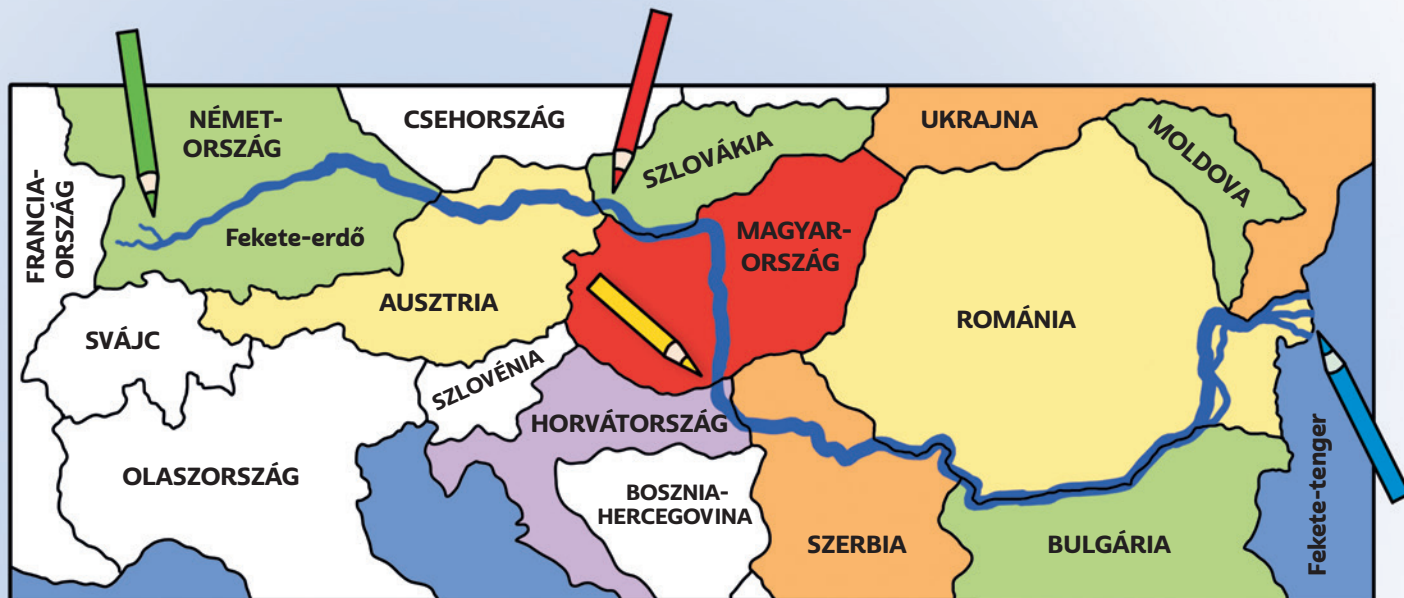 NÉMET-
ORSZÁG
CSEHORSZÁG
UKRAJNA
MOLDOVA
SZLOVÁKIA
FRANCIA-
ORSZÁG
Fekete-erdő
MAGYAR-
ORSZÁG
AUSZTRIA
ROMÁNIA
SVÁJC
SZLOVÉNIA
HORVÁTORSZÁG
OLASZORSZÁG
BOSZNIA-
HERCEGOVINA
SZERBIA
BULGÁRIA
Fekete-tenger